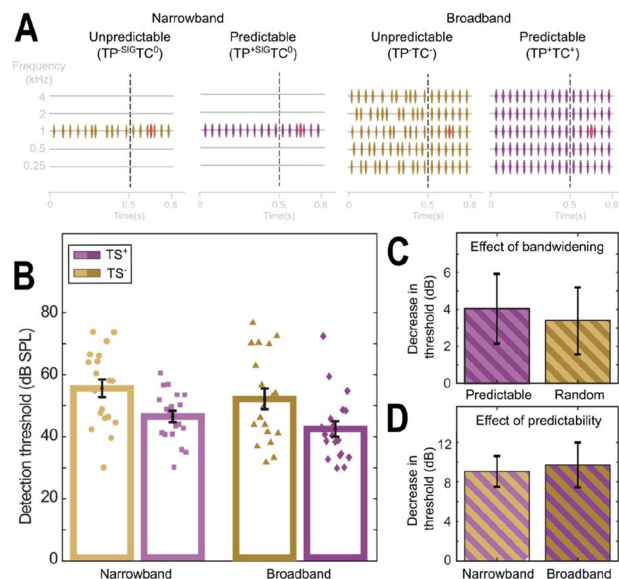 A
Narrowband
Broadband
Unpredictable
(TP-SIGTC0)
Predictable
(TP+SIGTC0)
Unpredictable
(TP-TC-)
Predictable
(TP+TC+)
Frequency
(kHz)
4
2
1
0.5
0.25
0 0.5 0.8
Time(s)
0 0.5 0.8
Time(s)
0 0.5 0.8
Time(s)
0 0.5 0.8
Time(s)
B
TS+
TS-
Detection threshold (dB SPL)
80
60
40
20
0
Narrowband
Broadband
C
Effect of bandwidening
Decrease in
threshold (dB)
8
6
4
2
0
Predictable
Random
D
Effect of predictability
Decrease in
threshold (dB)
12
8
4
0
Narrowband
Broadband